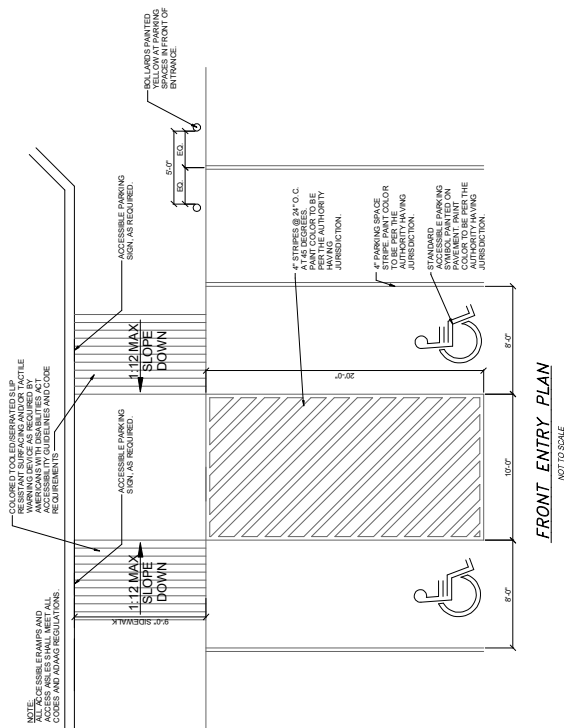 NOTE:
ALL ACCESSIBLE RAMPS AND
ACCESS AISLES SHALL MEET ALL
CODES AND ADAAG REGULATIONS.
COLORED TOOLED/SERRATED SLIP
RESISTANT SURFACING AND/OR TACTILE
WARNING DEVICE AS REQUIRED BY
AMERICANS WITH DISABILITIES ACT
ACCESSIBILITY GUIDELINES AND CODE
REQUIREMENTS
ACCESSIBLE PARKING
SIGN, AS REQUIRED.
ACCESSIBLE PARKING
SIGN, AS REQUIRED.
BOLLARDS PAINTED
YELLOW AT PARKING
SPACES IN FRONT OF
ENTRANCE.
5'-0"
EQ.
EQ.
9'-0" SIDEWALK
1:12 MAX
SLOPE
DOWN
1:12 MAX
SLOPE
DOWN
20'-0"
4" STRIPES @ 24" O.C.
AT 45 DEGREES.
PAINT COLOR TO BE
PER THE AUTHORITY
HAVING
JURISDICTION.
4" PARKING SPACE
STRIPE. PAINT COLOR
TO BE PER THE
AUTHORITY HAVING
JURISDICTION.
STANDARD
ACCESSIBLE PARKING
SYMBOL PAINTED ON
PAVEMENT. PAINT
COLOR TO BE PER THE
AUTHORITY HAVING
JURISDICTION.
8'-0"
10'-0"
8'-0"
FRONT ENTRY PLAN
NOT TO SCALE